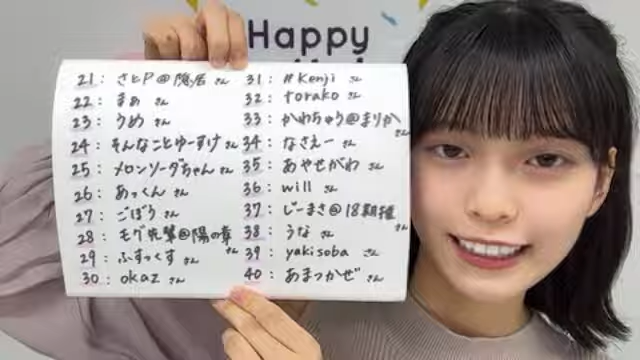 Happy
21: さとP@隠居 さん
22: まぁ さん
23: うめ さん
24: そんなことゆーすけ さん
25: メロンソーダちゃん さん
26: あっくん さん
27: ごぼう さん
28: モグ先輩@陽の章 さん
29: ふすっくす さん
30: okaz さん
31: #Kenji さん
32: torako さん
33: かわちゅう@まりか さん
34: なさえー さん
35: あやせがわ さん
36: will さん
37: じーまさ@18期種 さん
38: うな さん
39: yakisoba さん
40: あまつかぜ さん